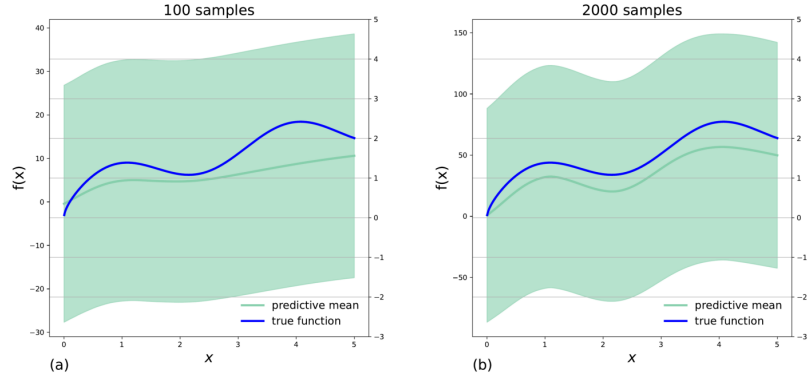 100 samples
40
30
20
10
0
−10
−20
−30
f(x)
5
4
3
2
1
0
−1
−2
−3
predictive mean
true function
0 1 2 3 4 5
(a)
x
2000 samples
150
100
50
0
−50
f(x)
5
4
3
2
1
0
−1
−2
−3
predictive mean
true function
0 1 2 3 4 5
(b)
x